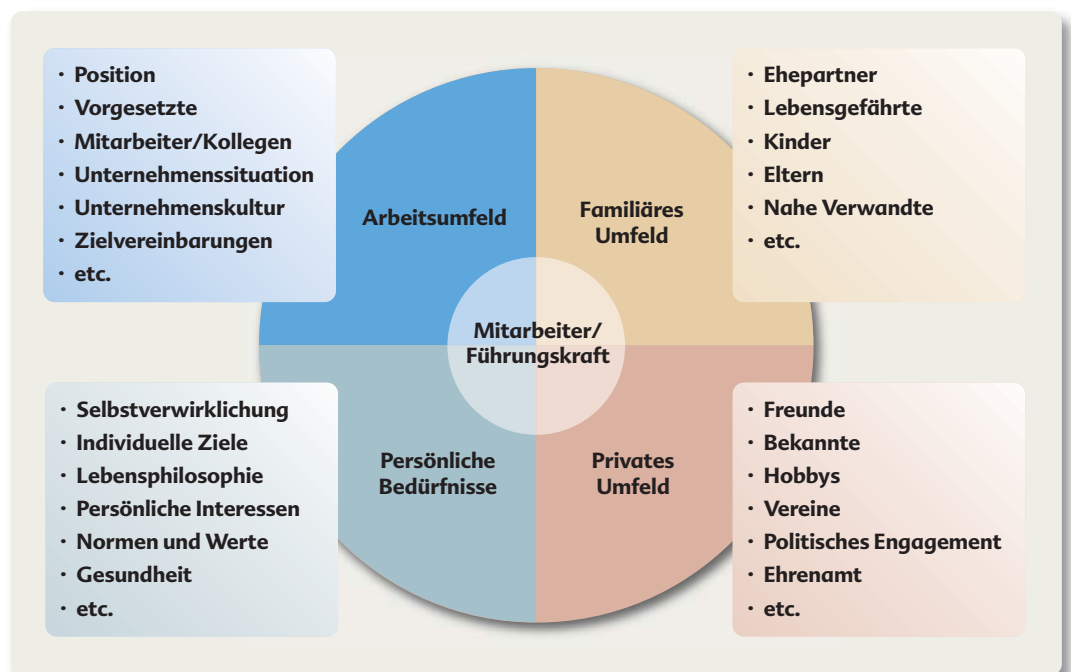 · Position
· Vorgesetzte
· Mitarbeiter/Kollegen
· Unternehmenssituation
· Unternehmenskultur
· Zielvereinbarungen
· etc.
Arbeitsumfeld
Familiäres
Umfeld
· Ehepartner
· Lebensgefährte
· Kinder
· Eltern
· Nahe Verwandte
· etc.
Mitarbeiter/
Führungskraft
· Selbstverwirklichung
· Individuelle Ziele
· Lebensphilosophie
· Persönliche Interessen
· Normen und Werte
· Gesundheit
· etc.
Persönliche
Bedürfnisse
Privates
Umfeld
· Freunde
· Bekannte
· Hobbys
· Vereine
· Politisches Engagement
· Ehrenamt
· etc.